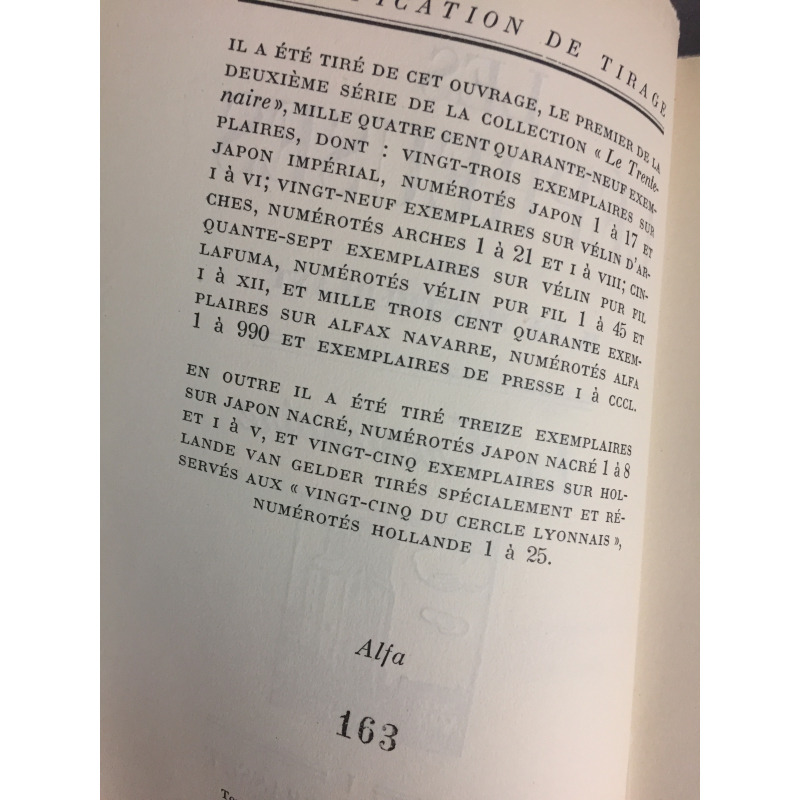 DE TIRAGE
IL A ÉTÉ TIRÉ DE CET OUVRAGE, LE PREMIER DE LA
DEUXIÈME SÉRIE DE LA COLLECTION « Le Trente-
naire », MILLE QUATRE CENT QUARANTE-NEUF EXEM-
PLAIRES, DONT : VINGT-TROIS EXEMPLAIRES SUR
JAPON IMPÉRIAL, NUMÉROTÉS JAPON 1 à 17 ET
I à VI; VINGT-NEUF EXEMPLAIRES SUR VÉLIN D'AR-
CHES, NUMÉROTÉS ARCHES 1 à 21 ET I à VIII; CIN-
QUANTE-SEPT EXEMPLAIRES SUR VÉLIN PUR FIL
LAFUMA, NUMÉROTÉS VÉLIN PUR FIL 1 à 45 ET
I à XII, ET MILLE TROIS CENT QUARANTE EXEM-
PLAIRES SUR ALFAX NAVARRE, NUMÉROTÉS ALFA
1 à 990 ET EXEMPLAIRES DE PRESSE I à CCCL.
EN OUTRE IL A ÉTÉ TIRÉ TREIZE EXEMPLAIRES
SUR JAPON NACRÉ, NUMÉROTÉS JAPON NACRÉ 1 à 8
ET I à V, ET VINGT-CINQ EXEMPLAIRES SUR HOL-
LANDE VAN GELDER TIRÉS SPÉCIALEMENT ET RÉ-
SERVÉS AUX « VINGT-CINQ DU CERCLE LYONNAIS »,
NUMÉROTÉS HOLLANDE 1 à 25.
Alfa
163